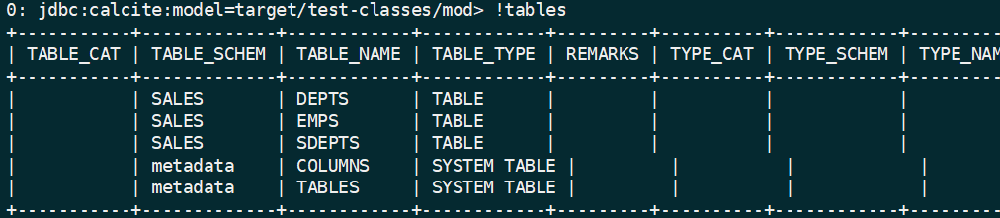 0: jdbc:calcite:model=target/test-classes/mod> !tables
+-----------+-------------+------------+------------+---------+----------+------------+---------
| TABLE_CAT | TABLE_SCHEM | TABLE_NAME | TABLE_TYPE | REMARKS | TYPE_CAT | TYPE_SCHEM | TYPE_NAM
+-----------+-------------+------------+------------+---------+----------+------------+---------
|           | SALES       | DEPTS      | TABLE      |         |          |            |
|           | SALES       | EMPS       | TABLE      |         |          |            |
|           | SALES       | SDEPTS     | TABLE      |         |          |            |
|           | metadata    | COLUMNS    | SYSTEM TABLE |         |          |            |
|           | metadata    | TABLES     | SYSTEM TABLE |         |          |            |
+-----------+-------------+------------+------------+---------+----------+------------+---------